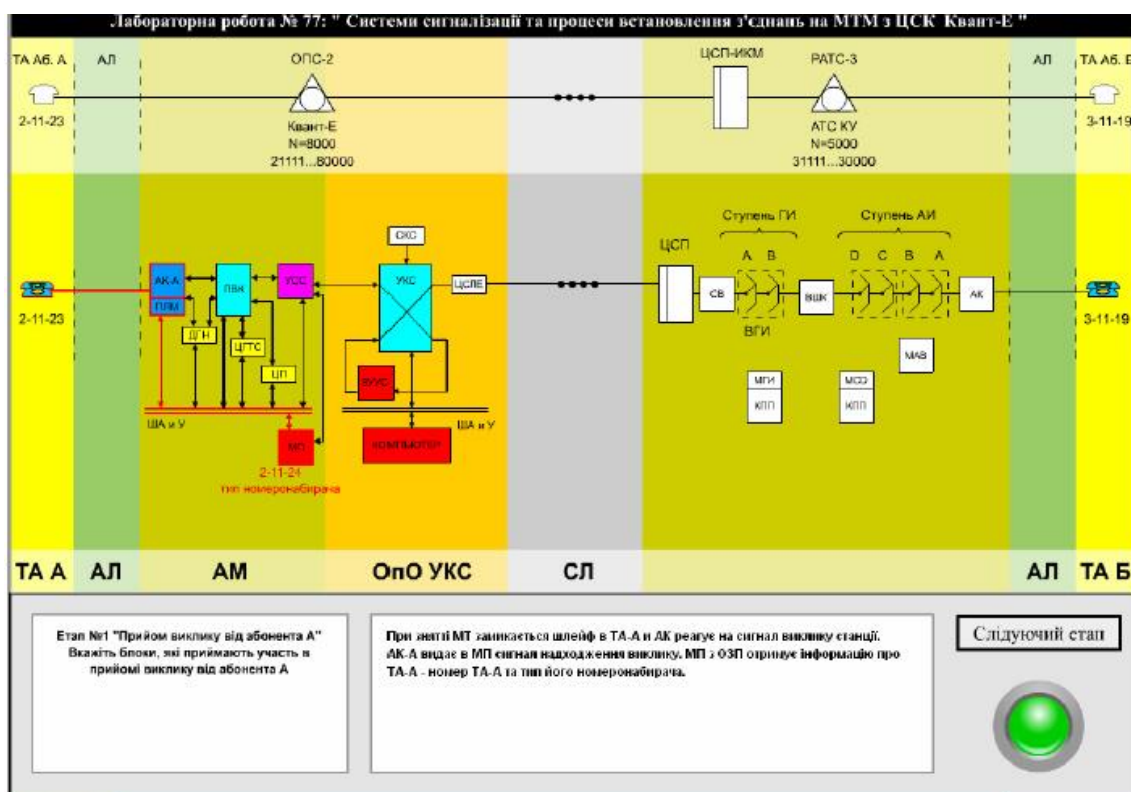 Лабораторна робота № 77: " Системи сигналізації та процеси встановлення з'єднань на МТМ з ЦСК Квант-Е "
ТА Аб. А
АЛ
ОПС-2
ЦСП-ИКМ
РАТС-3
АЛ
ТА Аб. Б
2-11-23
Квант-Е
N=8000
21111...80000
АТС КУ
N=5000
31111...30000
3-11-19
Ступень ГИ
Ступень АИ
СКС
ЦСП
A B
D C B A
АК-А
ПВК
УСС
УКС
ЦСЛЕ
СВ
ВШК
АК
ПЛМ
2-11-23
3-11-19
ДГН
ЦГТС
ВГИ
МАВ
ЦП
МГИ
КПП
КПП
ША и У
ША и У
МП
КОМПЬЮТЕР
2-11-24
тип номеронабирача
ТА А
АЛ
АМ
ОпО УКС
СЛ
АЛ
ТА Б
Етап №1 "Прийом виклику від абонента А"
Вкажіть блоки, які приймають участь в
прийомі виклику від абонента А
При знятті МТ замикається шлейф в ТА-А и АК реагує на сигнал виклику станції.
АК-А видає в МП сигнал надходження виклику. МП з ОЗП отримує інформацію про
ТА-А - номер ТА-А та тип його номеронабирача.
Слідуючий етап